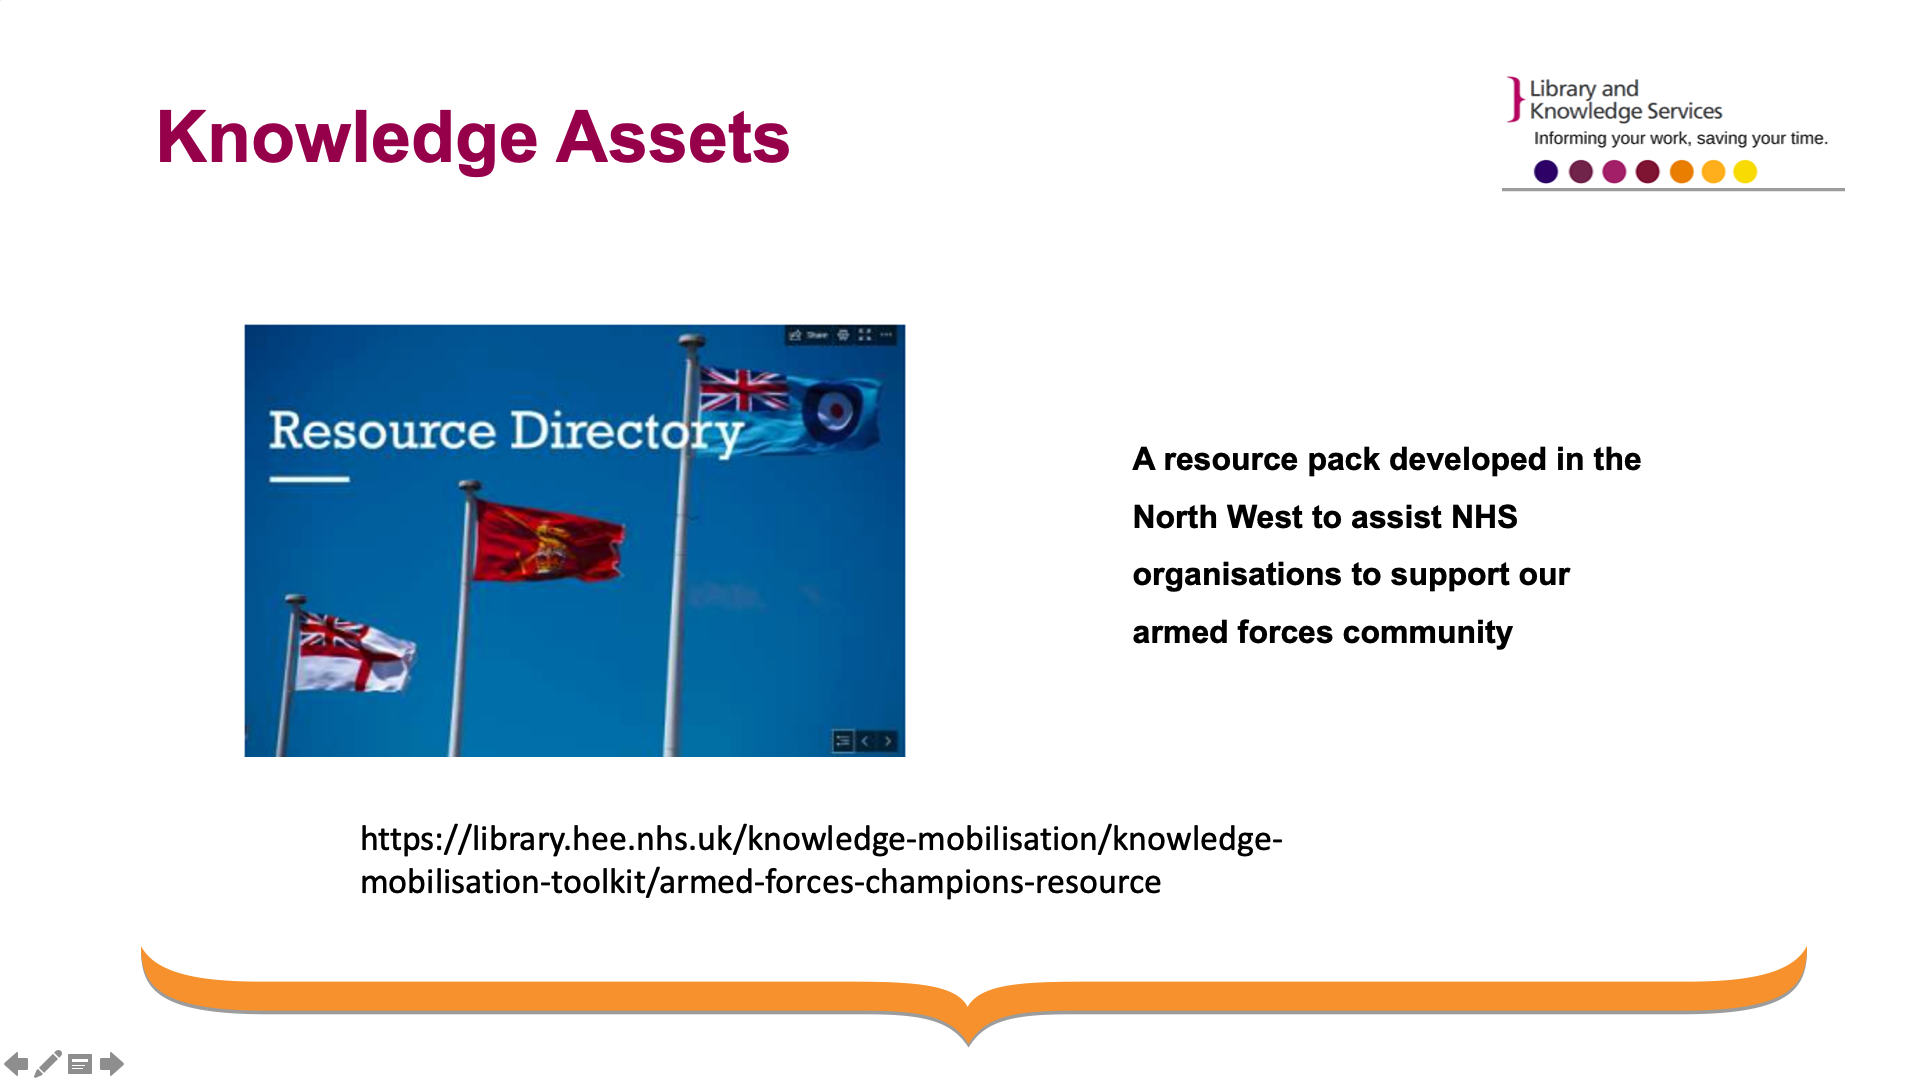 Knowledge Assets
Library and
Knowledge Services
Informing your work, saving your time.
Share
Resource Directory
A resource pack developed in the
North West to assist NHS
organisations to support our
armed forces community
https://library.hee.nhs.uk/knowledge-mobilisation/knowledge-
mobilisation-toolkit/armed-forces-champions-resource